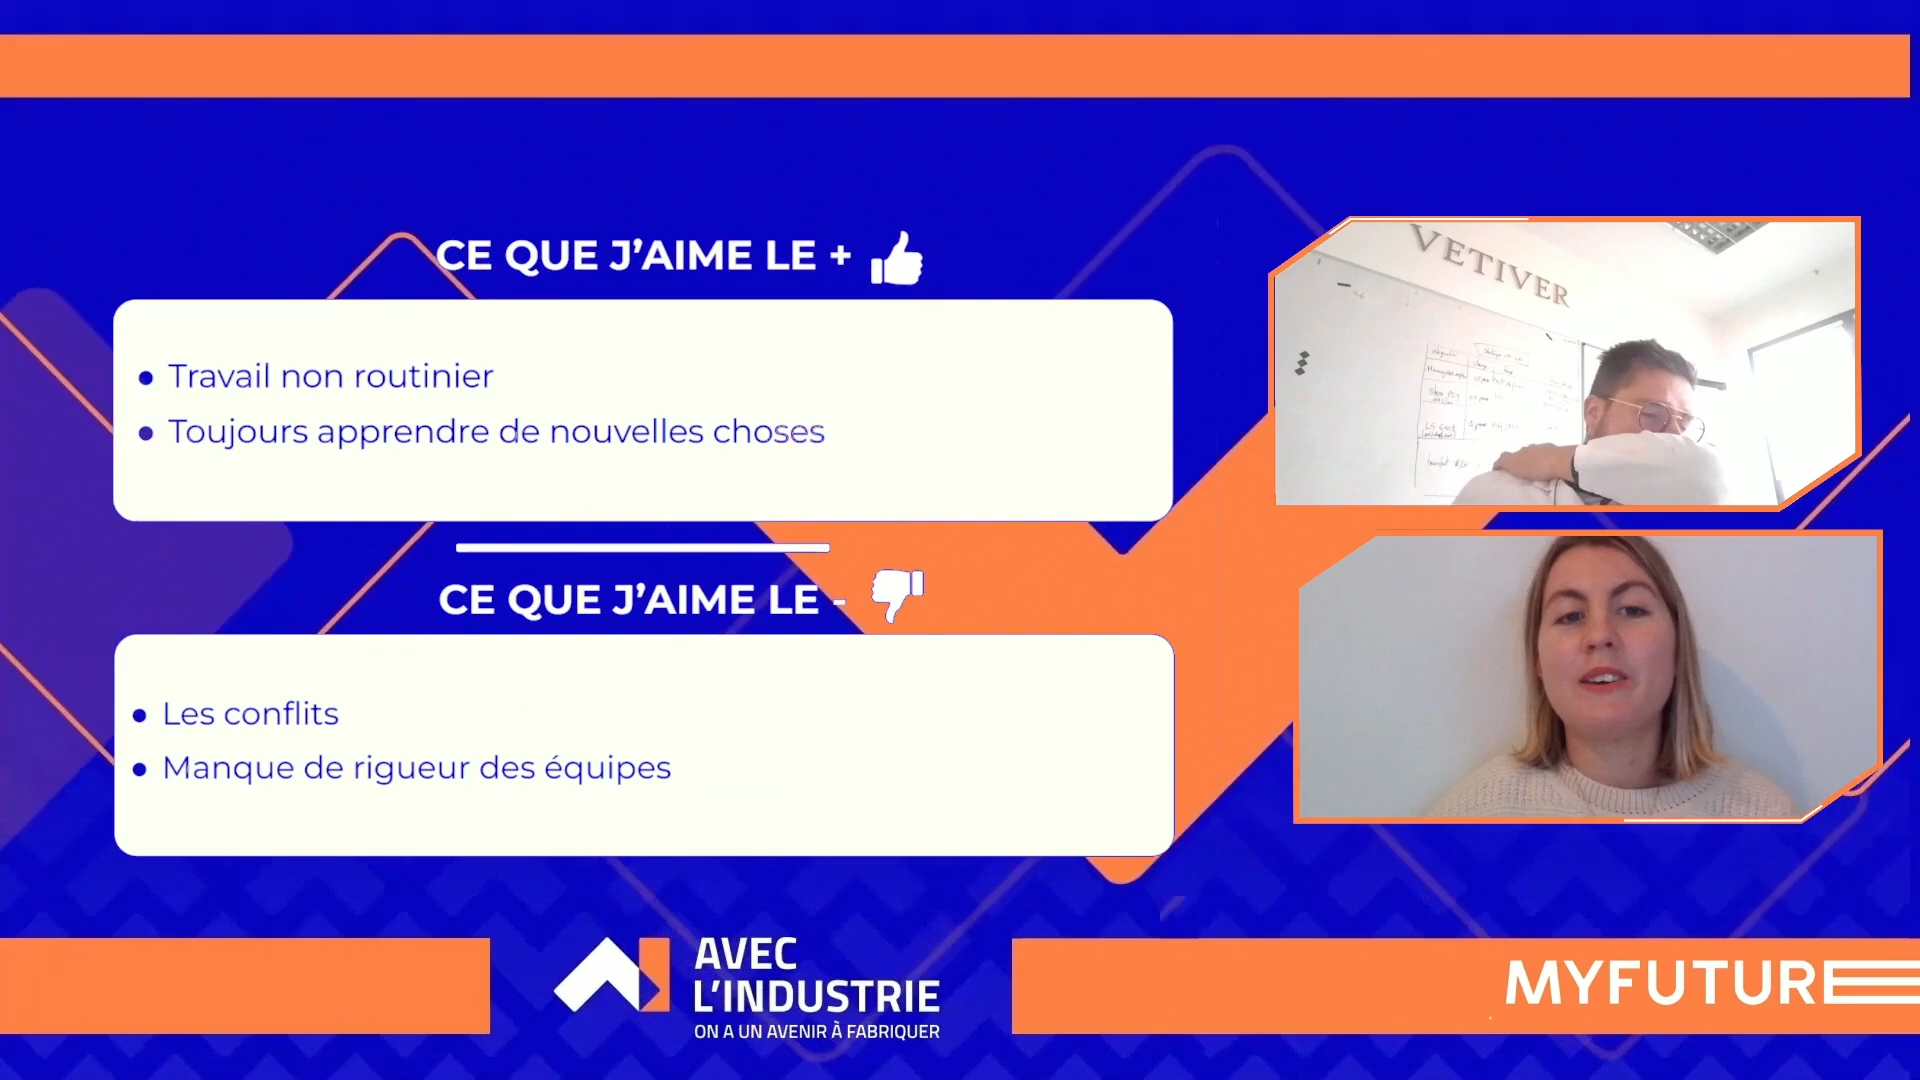 CE QUE J'AIME LE +
• Travail non routinier
• Toujours apprendre de nouvelles choses
CE QUE J'AIME LE -
• Les conflits
• Manque de rigueur des équipes
VETIVER
AVEC
L'INDUSTRIE
ON A UN AVENIR À FABRIQUER
MYFUTURE